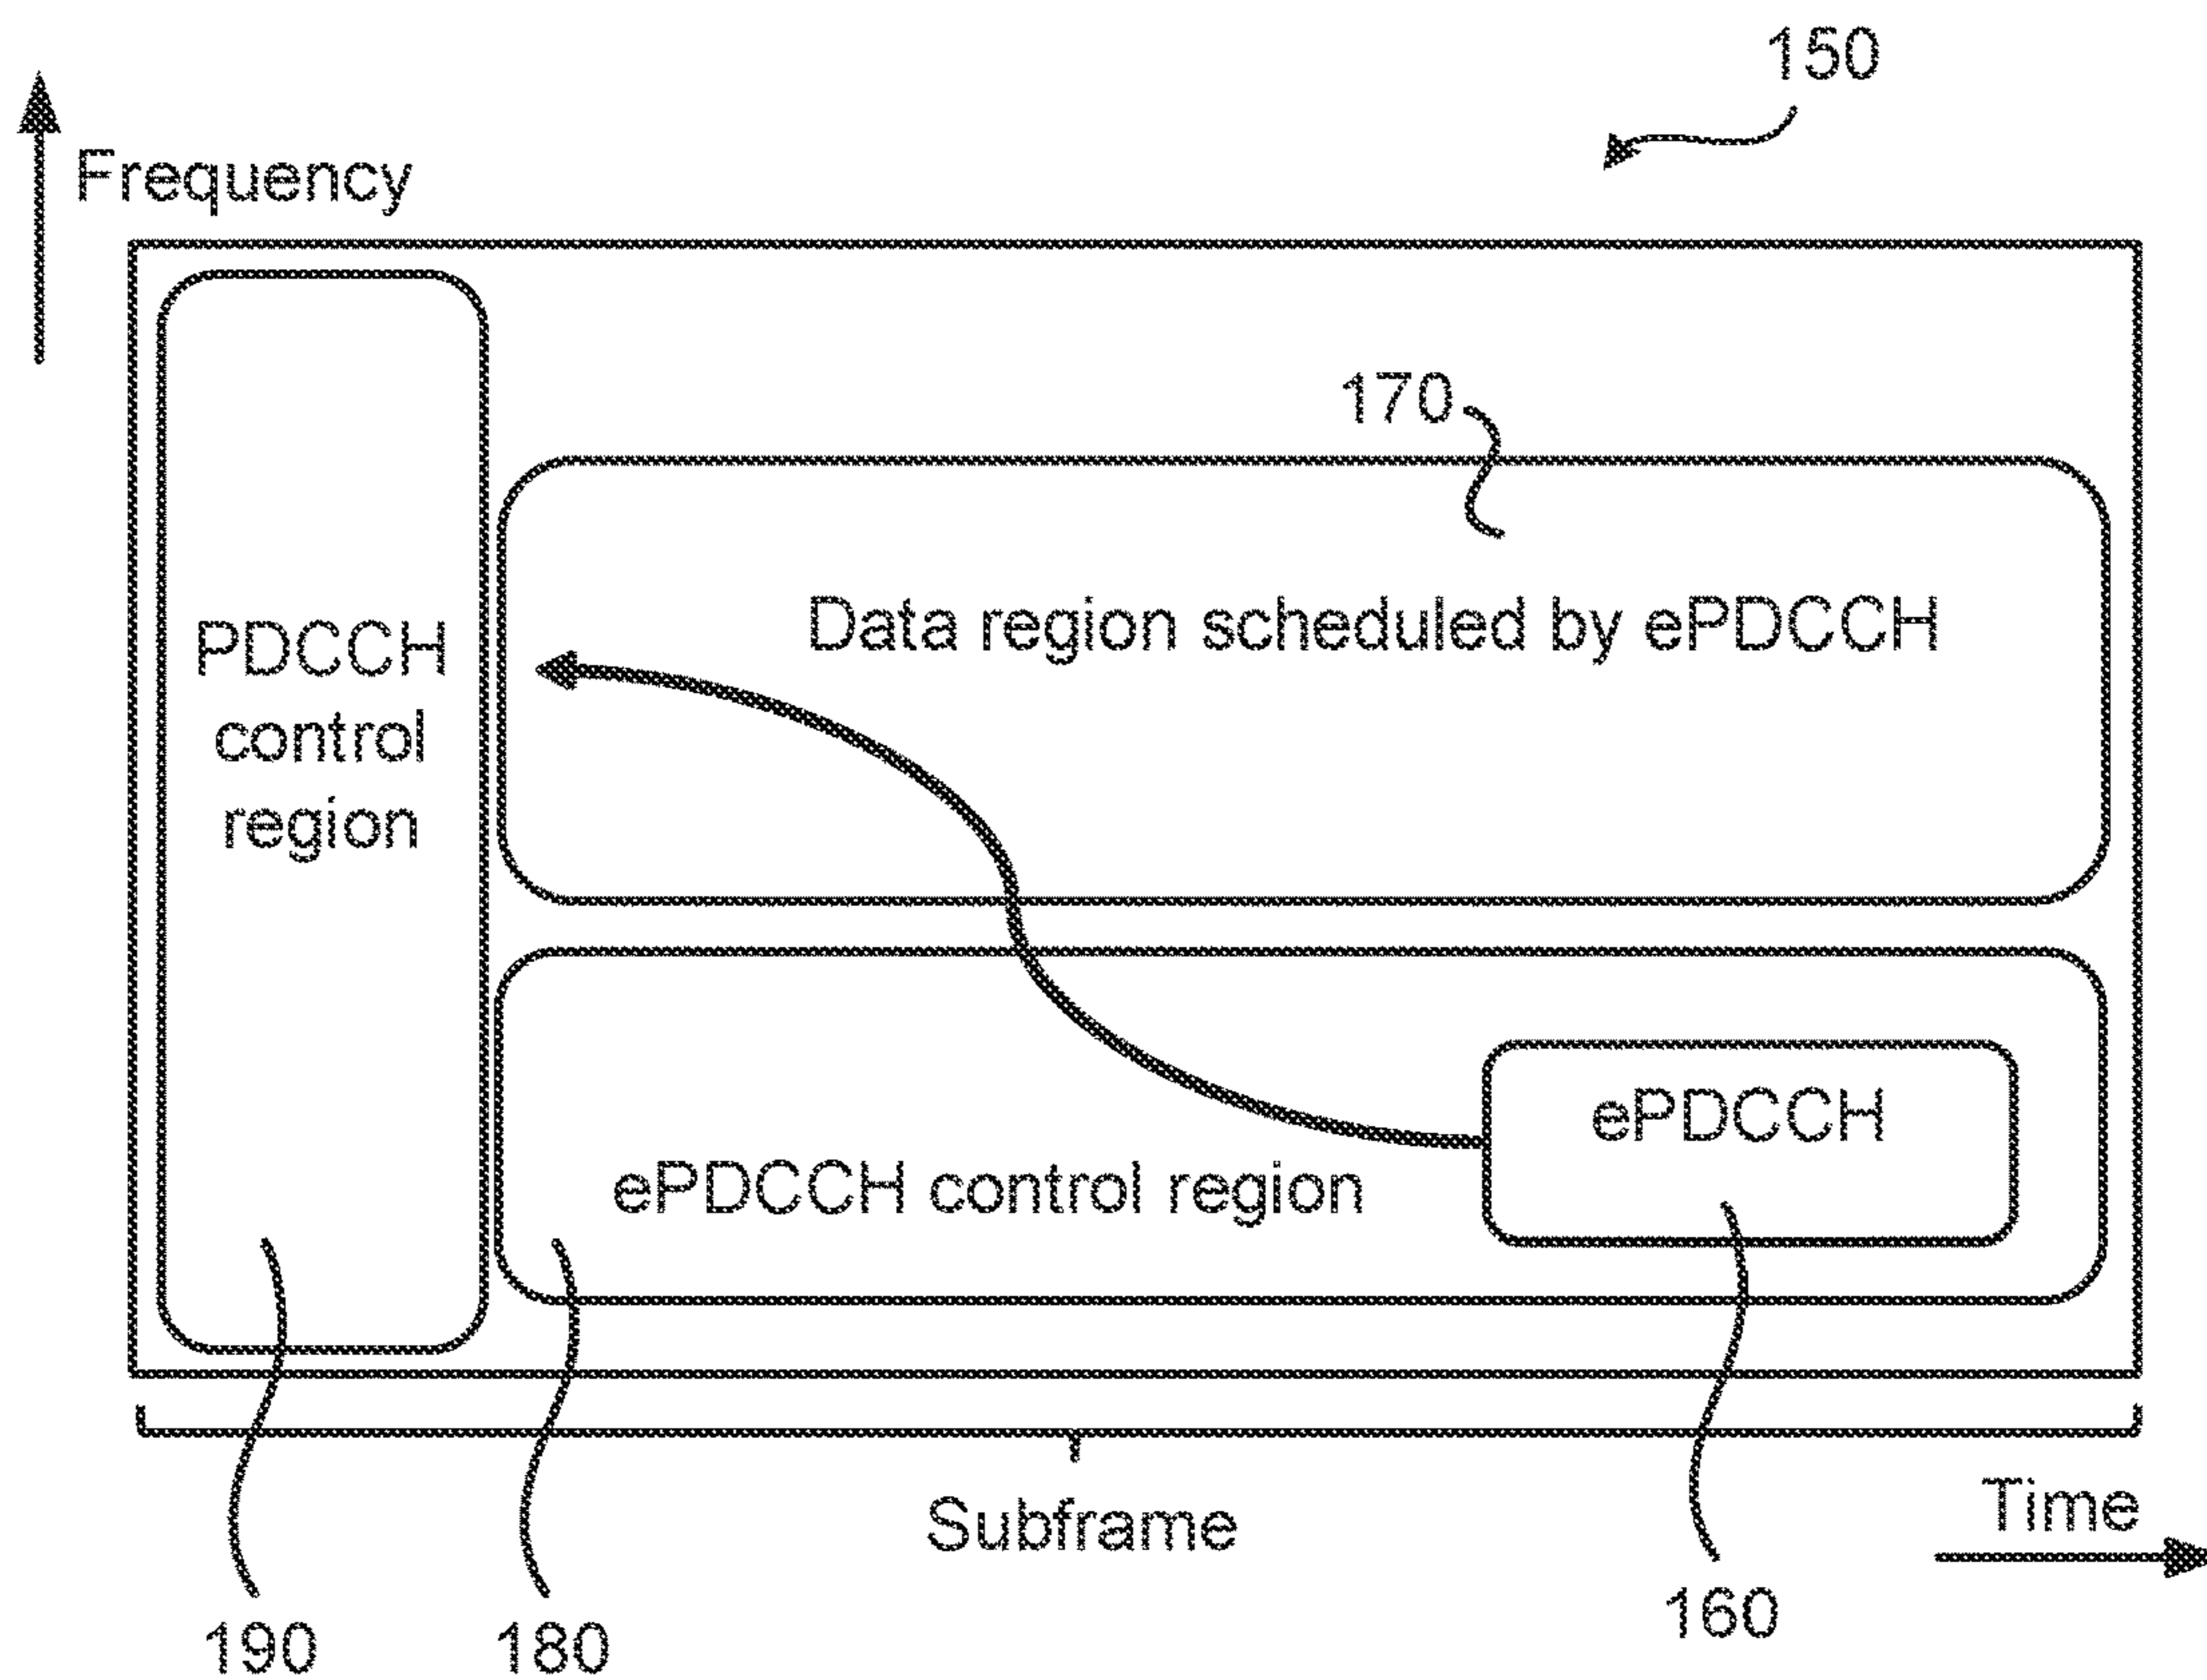 150
Frequency
170
Data region scheduled by ePDCCH
PDCCH
control
region
ePDCCH
ePDCCH control region
Subframe
Time
190
180
160